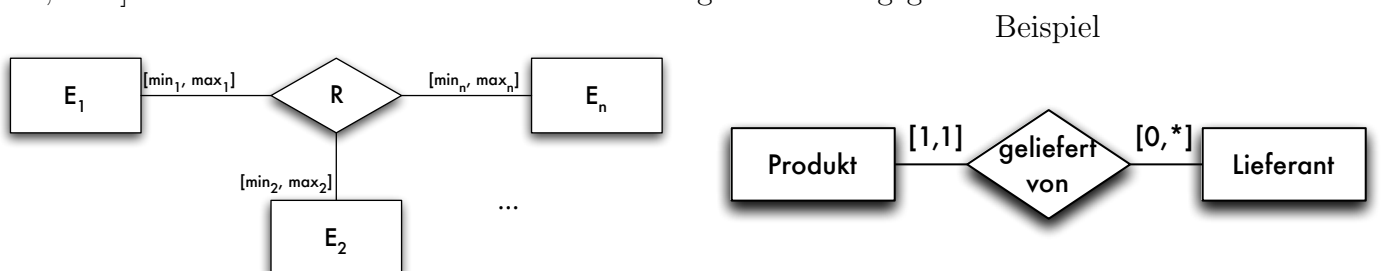 Beispiel
E₁
[min₁, max₁]
R
[minₙ, maxₙ]
Eₙ
[min₂, max₂]
E₂
...
Produkt
[1,1]
geliefert
von
[0,*]
Lieferant